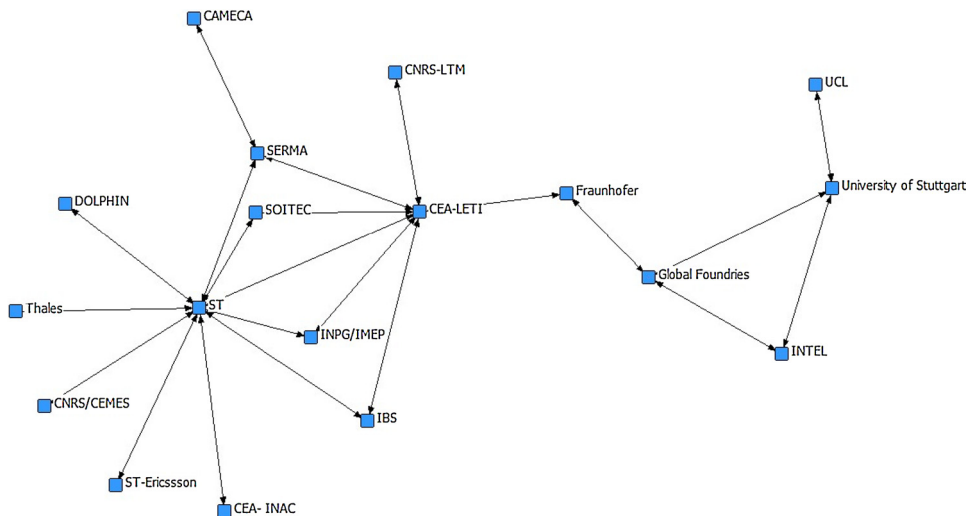 CAMECA
CNRS-LTM
UCL
SERMA
University of Stuttgart
Fraunhofer
DOLPHIN
SOITEC
CEA-LETI
Global Foundries
Thales
ST
INPG/IMEP
INTEL
CNRS/CEMES
IBS
ST-Ericssson
CEA- INAC